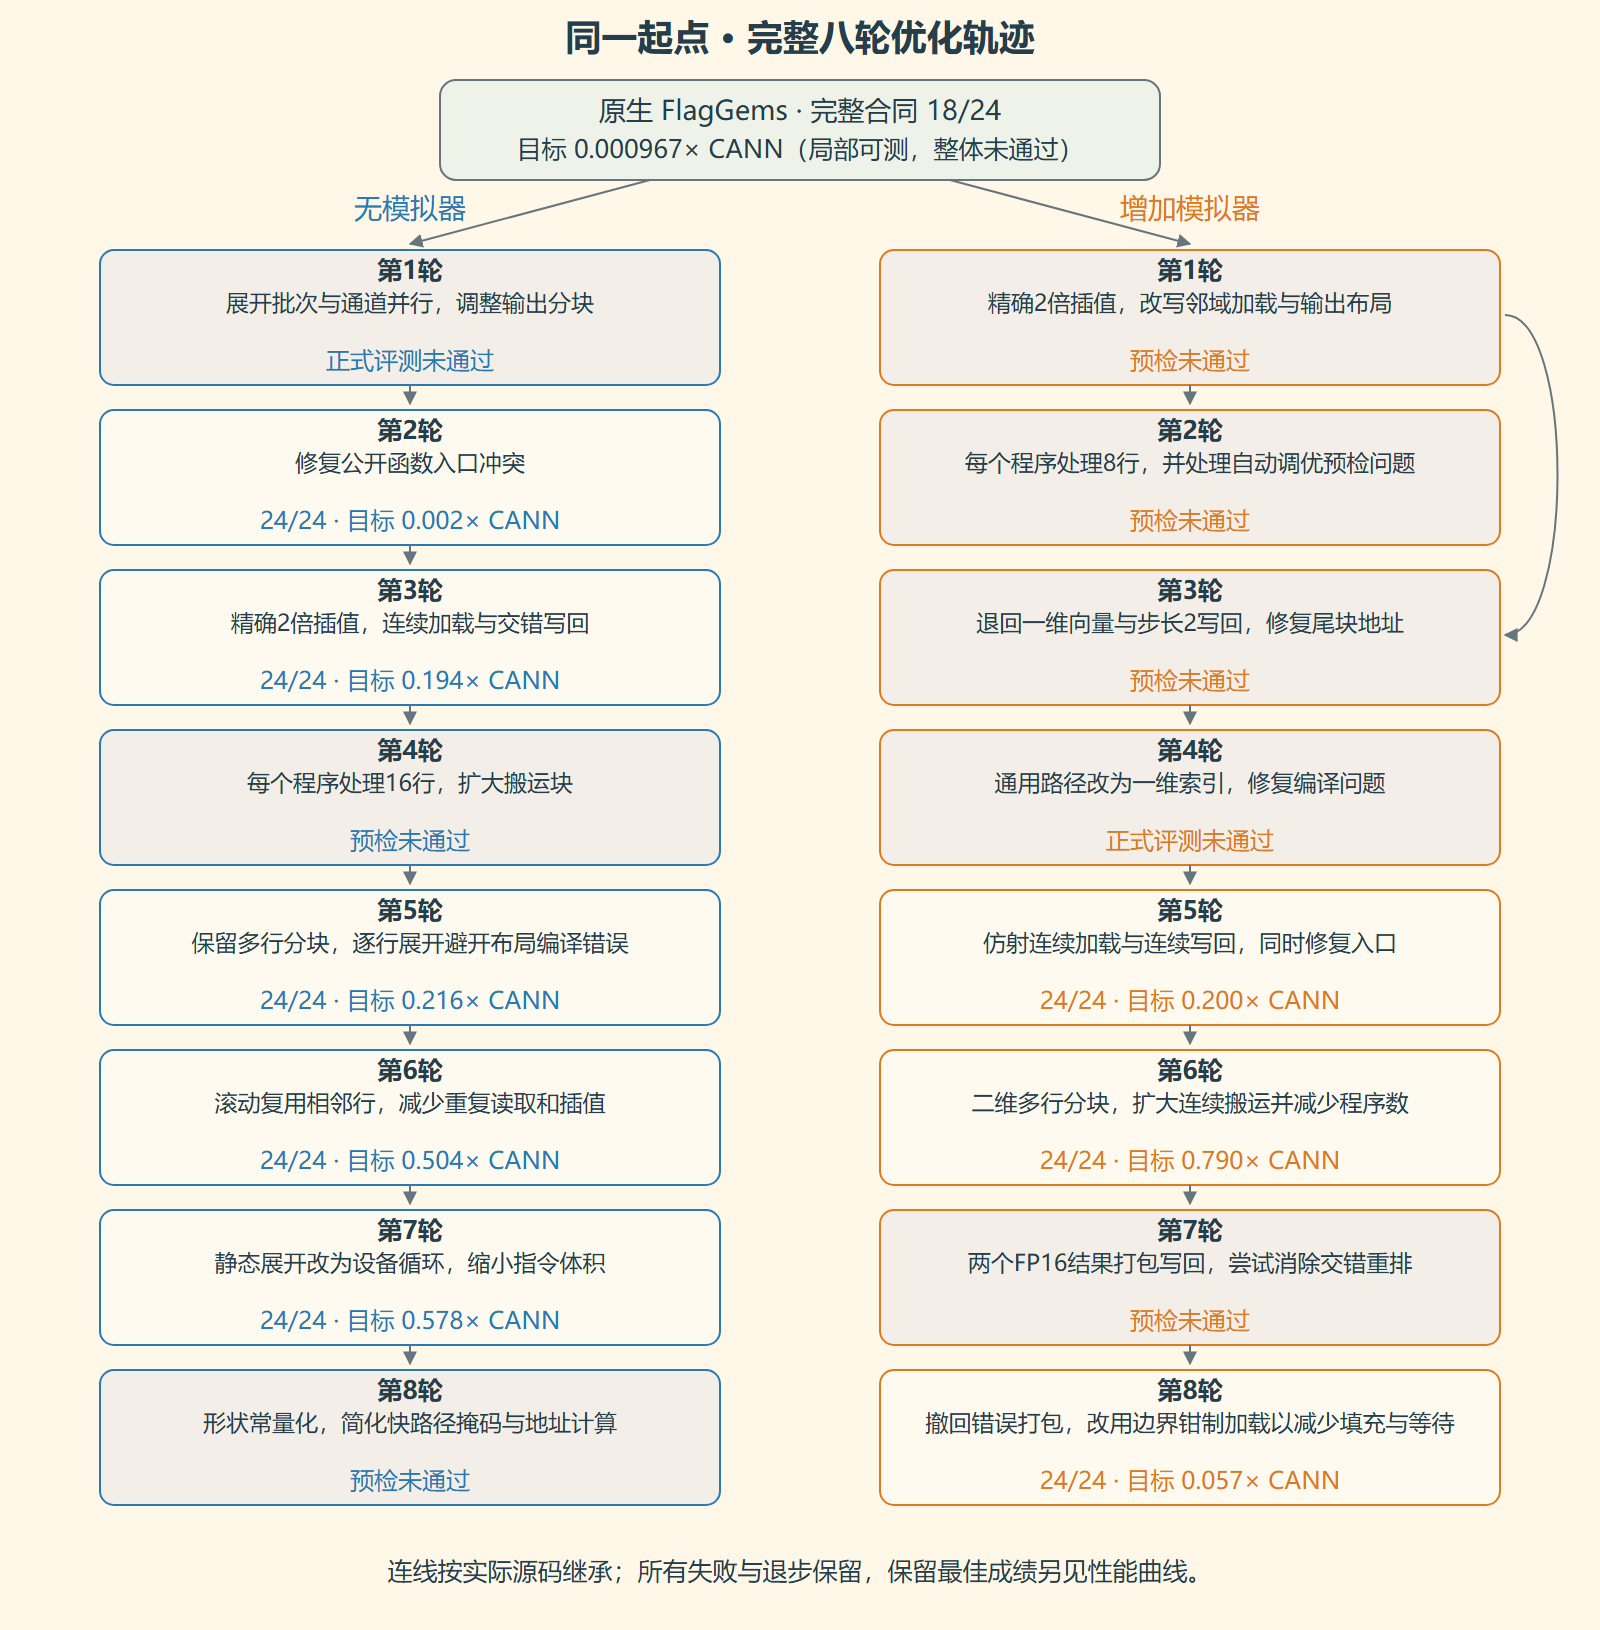 同一起点 • 完整八轮优化轨迹
原生 FlagGems · 完整合同 18/24
目标 0.000967× CANN（局部可测，整体未通过）
无模拟器
第1轮
展开批次与通道并行，调整输出分块
正式评测未通过
第2轮
修复公开函数入口冲突
24/24 · 目标 0.002× CANN
第3轮
精确2倍插值，连续加载与交错写回
24/24 · 目标 0.194× CANN
第4轮
每个程序处理16行，扩大搬运块
预检未通过
第5轮
保留多行分块，逐行展开避开布局编译错误
24/24 · 目标 0.216× CANN
第6轮
滚动复用相邻行，减少重复读取和插值
24/24 · 目标 0.504× CANN
第7轮
静态展开改为设备循环，缩小指令体积
24/24 · 目标 0.578× CANN
第8轮
形状常量化，简化快路径掩码与地址计算
预检未通过
增加模拟器
第1轮
精确2倍插值，改写邻域加载与输出布局
预检未通过
第2轮
每个程序处理8行，并处理自动调优预检问题
预检未通过
第3轮
退回一维向量与步长2写回，修复尾块地址
预检未通过
第4轮
通用路径改为一维索引，修复编译问题
正式评测未通过
第5轮
仿射连续加载与连续写回，同时修复入口
24/24 · 目标 0.200× CANN
第6轮
二维多行分块，扩大连续搬运并减少程序数
24/24 · 目标 0.790× CANN
第7轮
两个FP16结果打包写回，尝试消除交错重排
预检未通过
第8轮
撤回错误打包，改用边界钳制加载以减少填充与等待
24/24 · 目标 0.057× CANN
连线按实际源码继承；所有失败与退步保留，保留最佳成绩另见性能曲线。